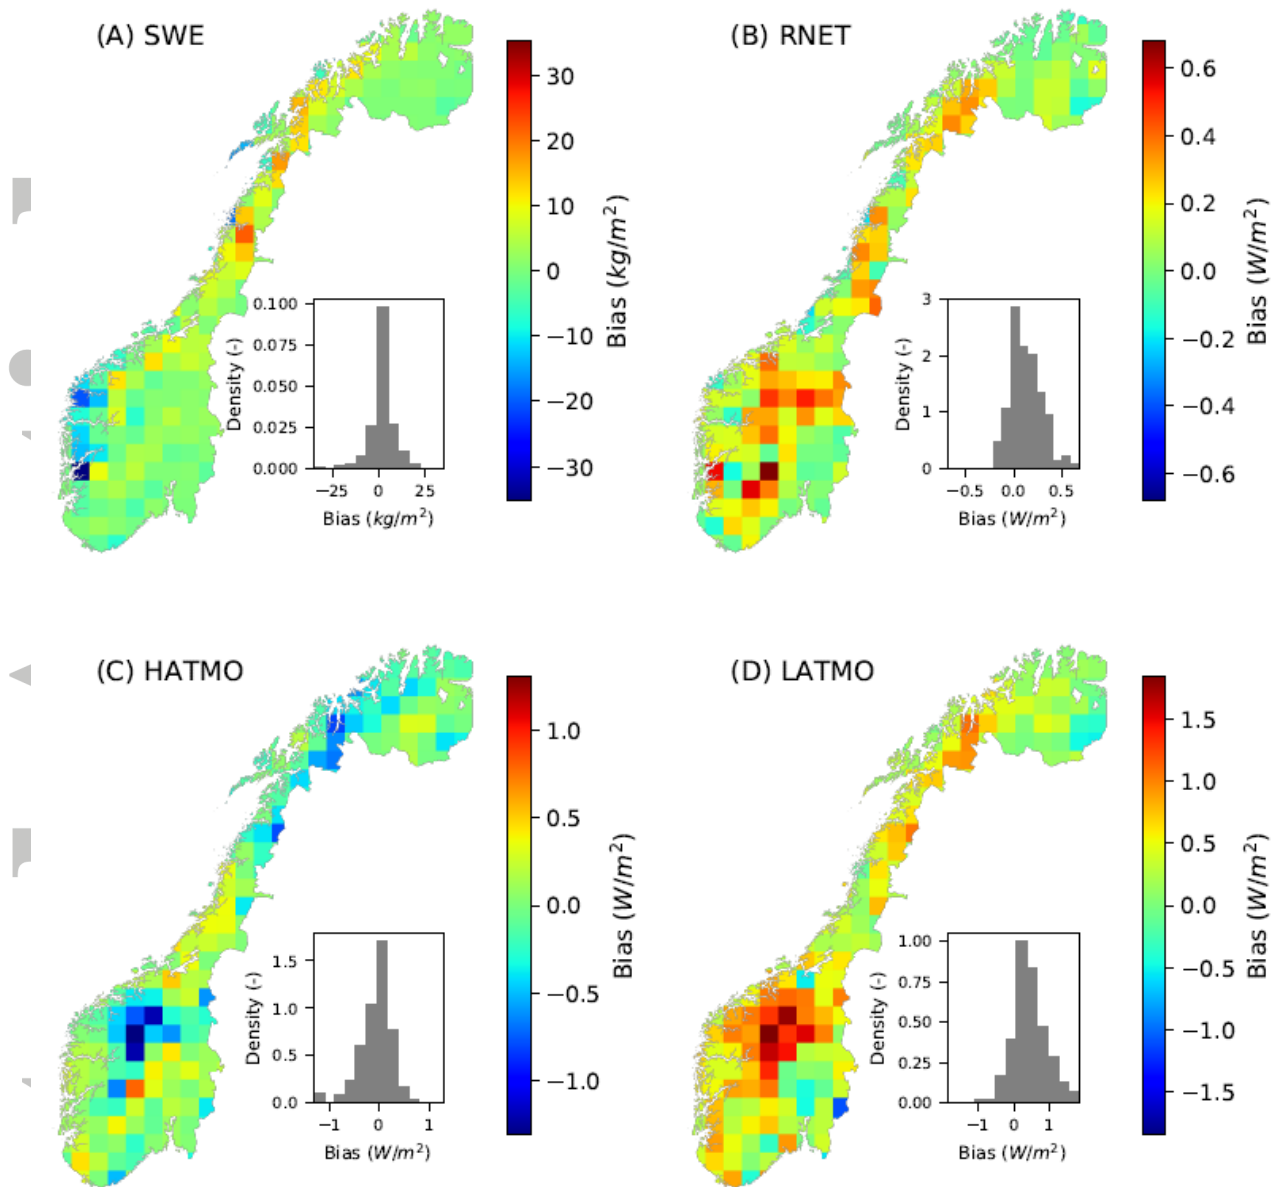 (A) SWE
30
20
10
0
−10
−20
−30
Bias (kg/m²)
0.100
0.075
0.050
0.025
0.000
Density (-)
−25 0 25
Bias (kg/m²)
(B) RNET
0.6
0.4
0.2
0.0
−0.2
−0.4
−0.6
Bias (W/m²)
3
2
1
0
Density (-)
−0.5 0.0 0.5
Bias (W/m²)
(C) HATMO
1.0
0.5
0.0
−0.5
−1.0
Bias (W/m²)
1.5
1.0
0.5
0.0
Density (-)
−1 0 1
Bias (W/m²)
(D) LATMO
1.5
1.0
0.5
0.0
−0.5
−1.0
−1.5
Bias (W/m²)
1.00
0.75
0.50
0.25
0.00
Density (-)
−1 0 1
Bias (W/m²)